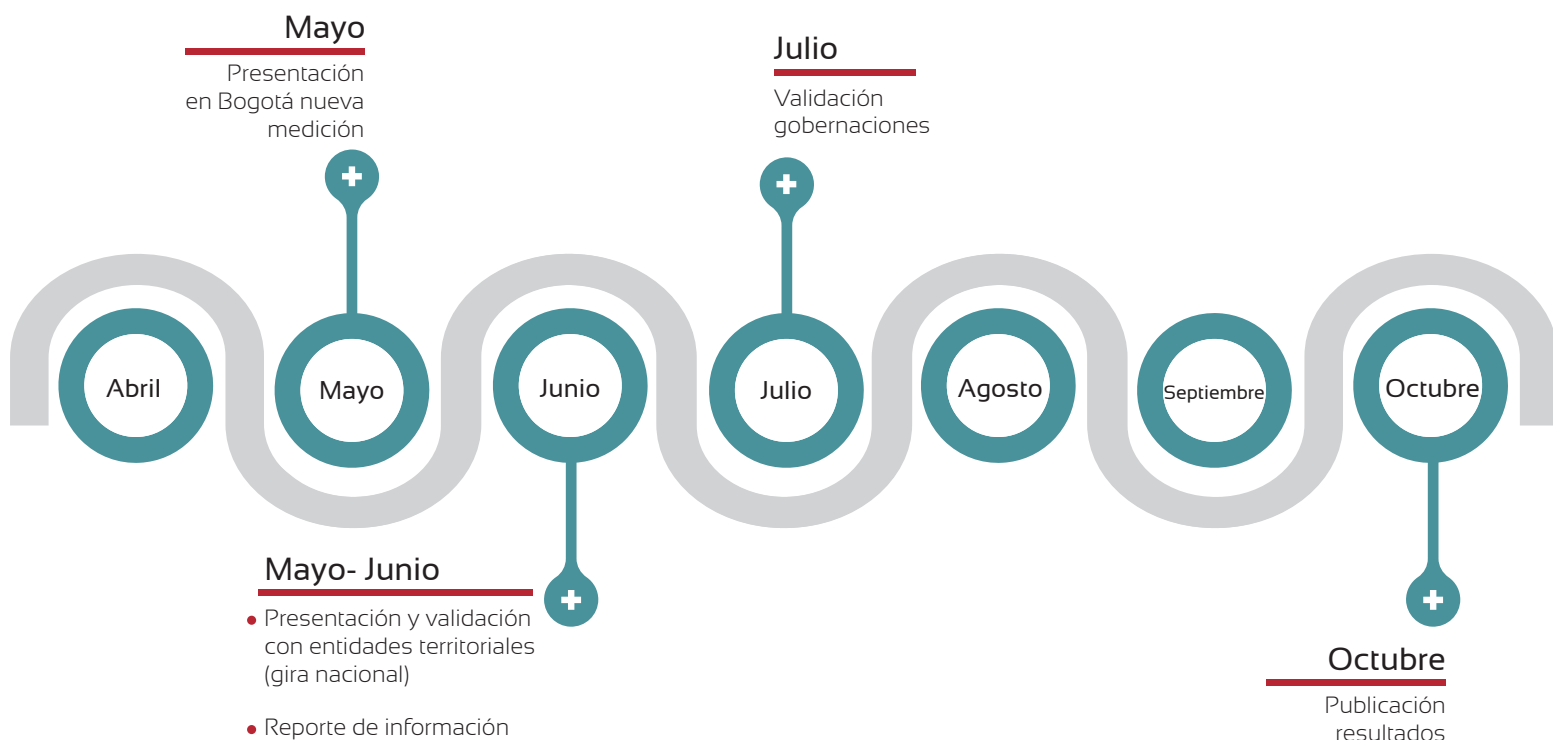 Mayo
Presentación
en Bogotá nueva
medición
Julio
Validación
gobernaciones
Abril
Mayo
Junio
Julio
Agosto
Septiembre
Octubre
Mayo- Junio
• Presentación y validación
con entidades territoriales
(gira nacional)
• Reporte de información
Octubre
Publicación
resultados